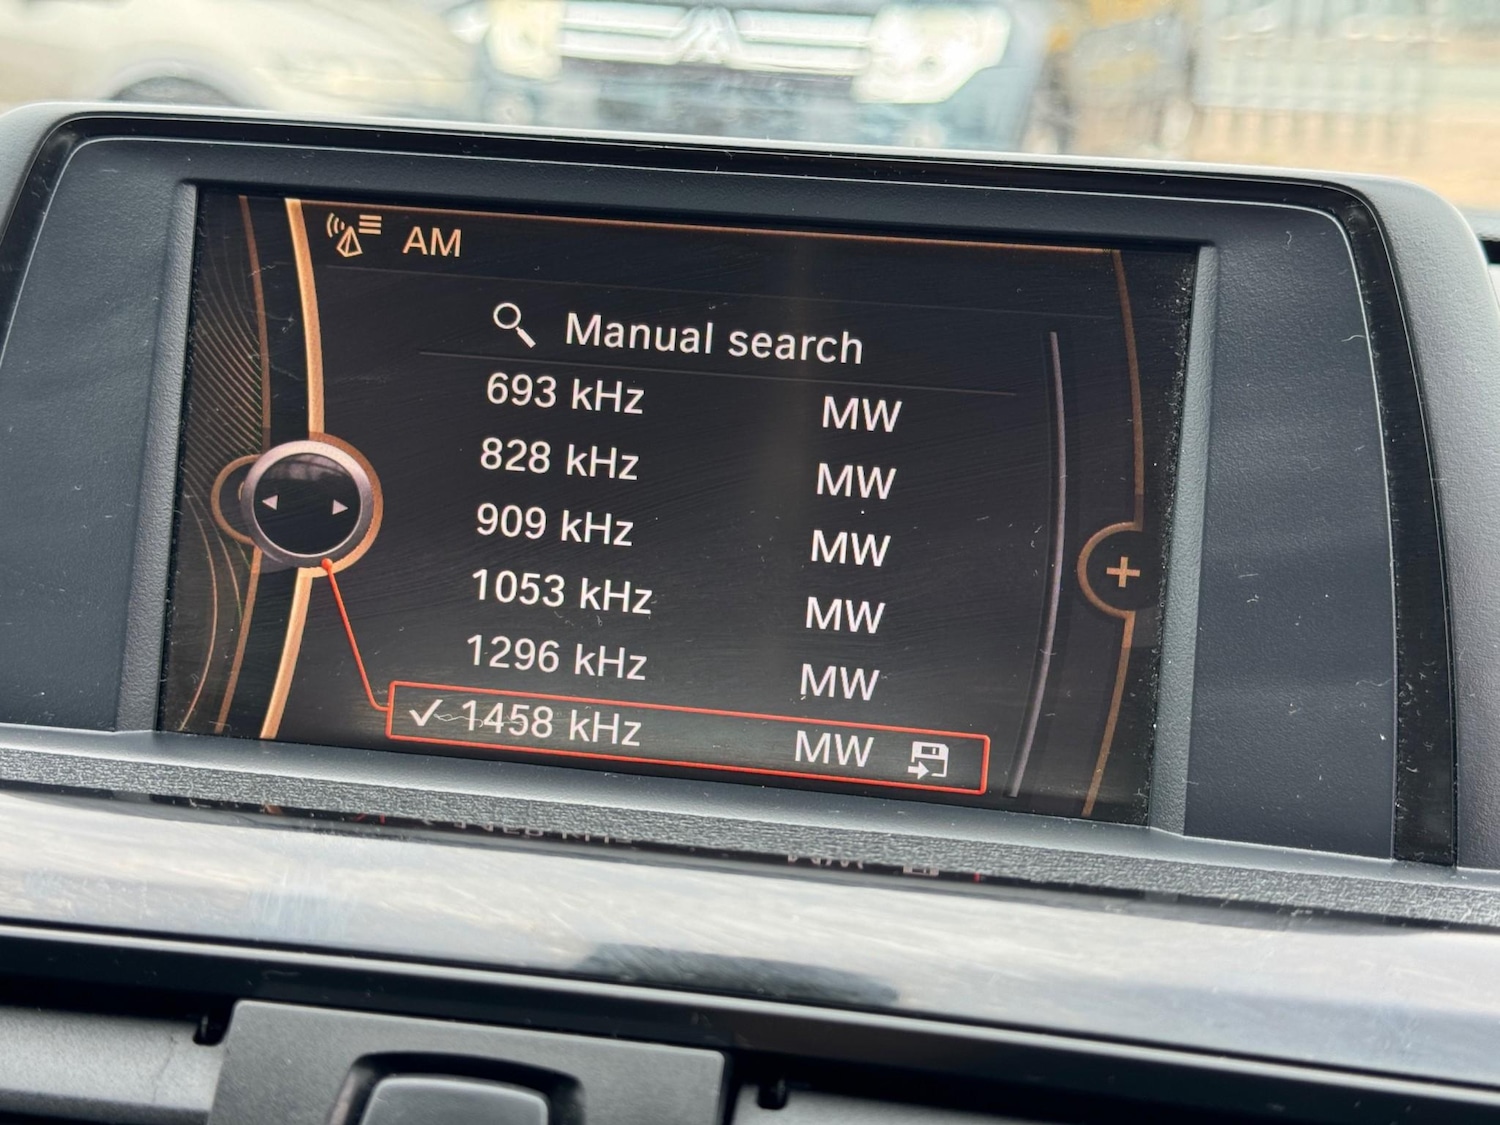 AM
Manual search
693 kHz MW
828 kHz MW
909 kHz MW
1053 kHz MW
1296 kHz MW
1458 kHz MW